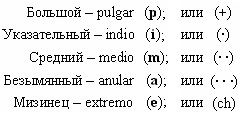 Большой – pulgar (p); или (+)
Указательный – indio (i); или (·)
Средний – medio (m); или (· ·)
Безымянный – anular (a); или (· · ·)
Мизинец – extremo (e); или (ch)